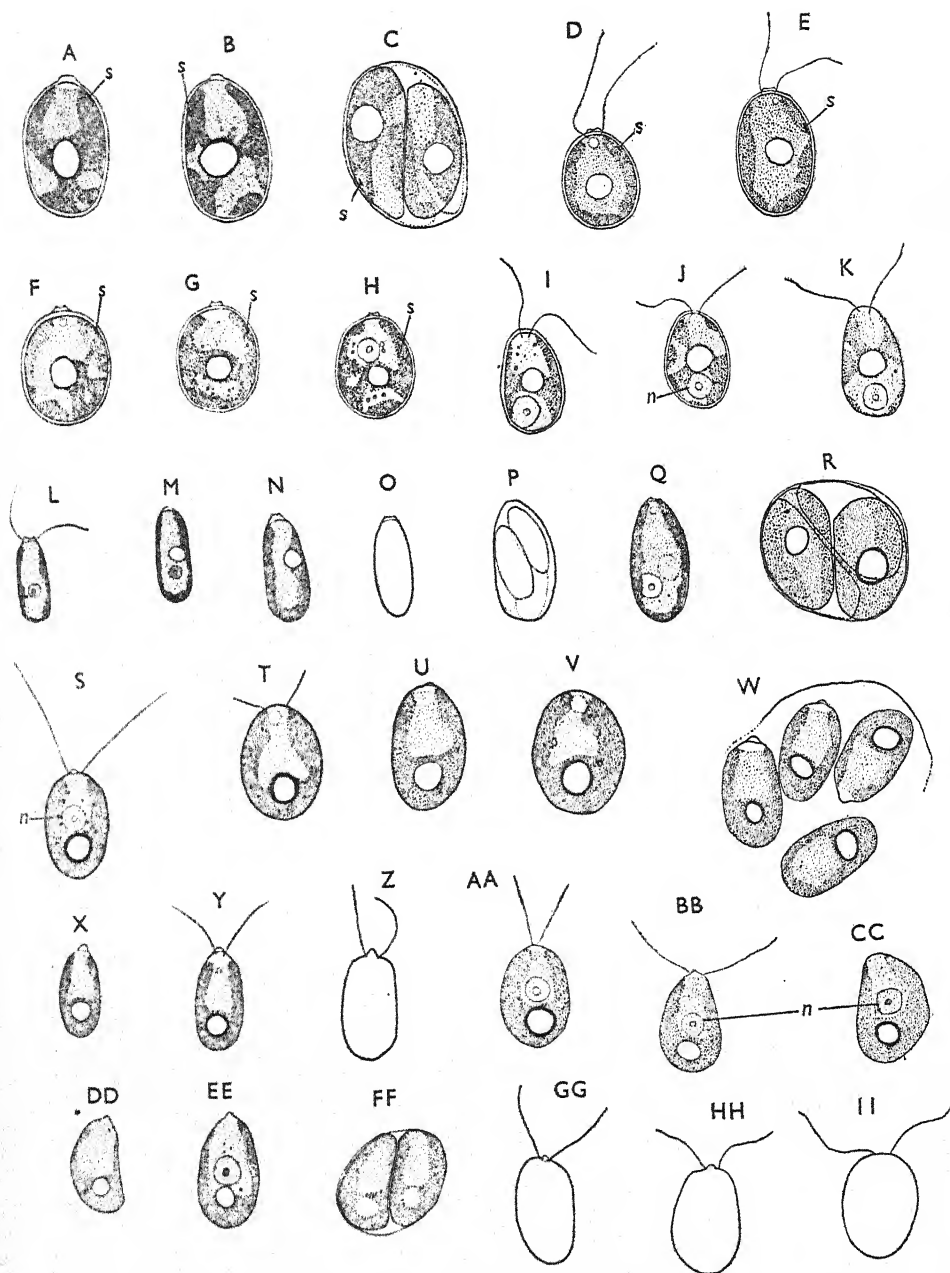 A B C D E
s s s s s
F G H I J K
s s s n
L M N O P Q R
S T U V W
n
X Y Z AA BB CC
n
DD EE FF GG HH II